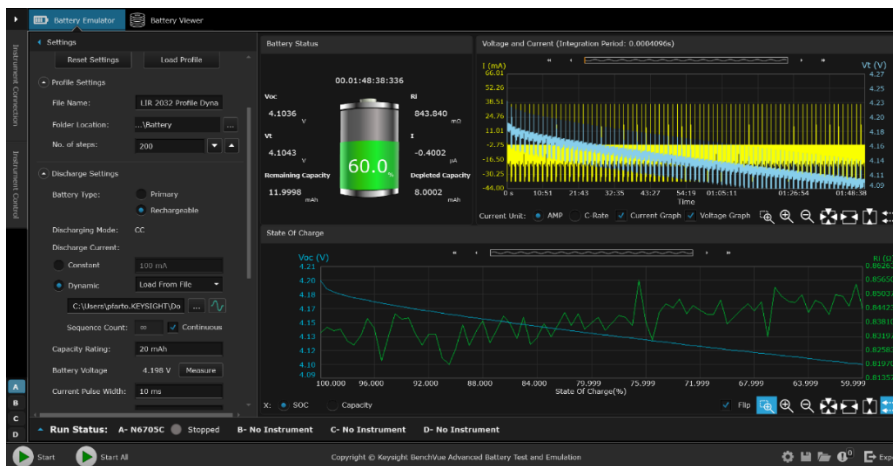 Battery Emulator
Battery Viewer
Instrument Connection
Instrument Control
Settings
Reset Settings
Load Profile
Profile Settings
File Name:
LIR 2032 Profile Dyna
Folder Location:
...\Battery
...
No. of steps:
200
Discharge Settings
Battery Type:
Primary
Rechargeable
Discharging Mode:
CC
Discharge Current:
Constant
100 mA
Dynamic
Load From File
C:\Users\pfarto.KEYSIGHT\Do
...
Sequence Count:
∞
Continuous
Capacity Rating:
20 mAh
Battery Voltage
4.198 V
Measure
Current Pulse Width:
10 ms
A
B
C
D
Battery Status
00.01:48:38:336
Voc
4.1036 V
Ri
843.840 mΩ
Vt
4.1043 V
I
-0.4002 µA
60.0 %
Remaining Capacity
11.9998 mAh
Depleted Capacity
8.0002 mAh
Voltage and Current (Integration Period: 0.0004096s)
I (mA)
Vt (V)
66.01
52.26
38.51
24.76
11.01
-2.75
-16.50
-30.25
-44.00
4.27
4.25
4.23
4.20
4.18
4.16
4.14
4.11
4.09
0 s
10:51
21:43
32:35
43:27
54:19
01:05:11
01:26:54
01:48:38
Time
Current Unit:
AMP
C-Rate
Current Graph
Voltage Graph
State Of Charge
Voc (V)
Ri (Ω)
4.21
4.20
4.18
4.17
4.15
4.13
4.12
4.10
4.09
100.000
96.000
92.000
88.000
84.000
79.999
75.999
71.999
67.999
63.999
59.999
State Of Charge(%)
X:
SOC
Capacity
Flip
Run Status:
A- N6705C
Stopped
B- No Instrument
C- No Instrument
D- No Instrument
Start
Start All
Copyright © Keysight BenchVue Advanced Battery Test and Emulation
0
Exp